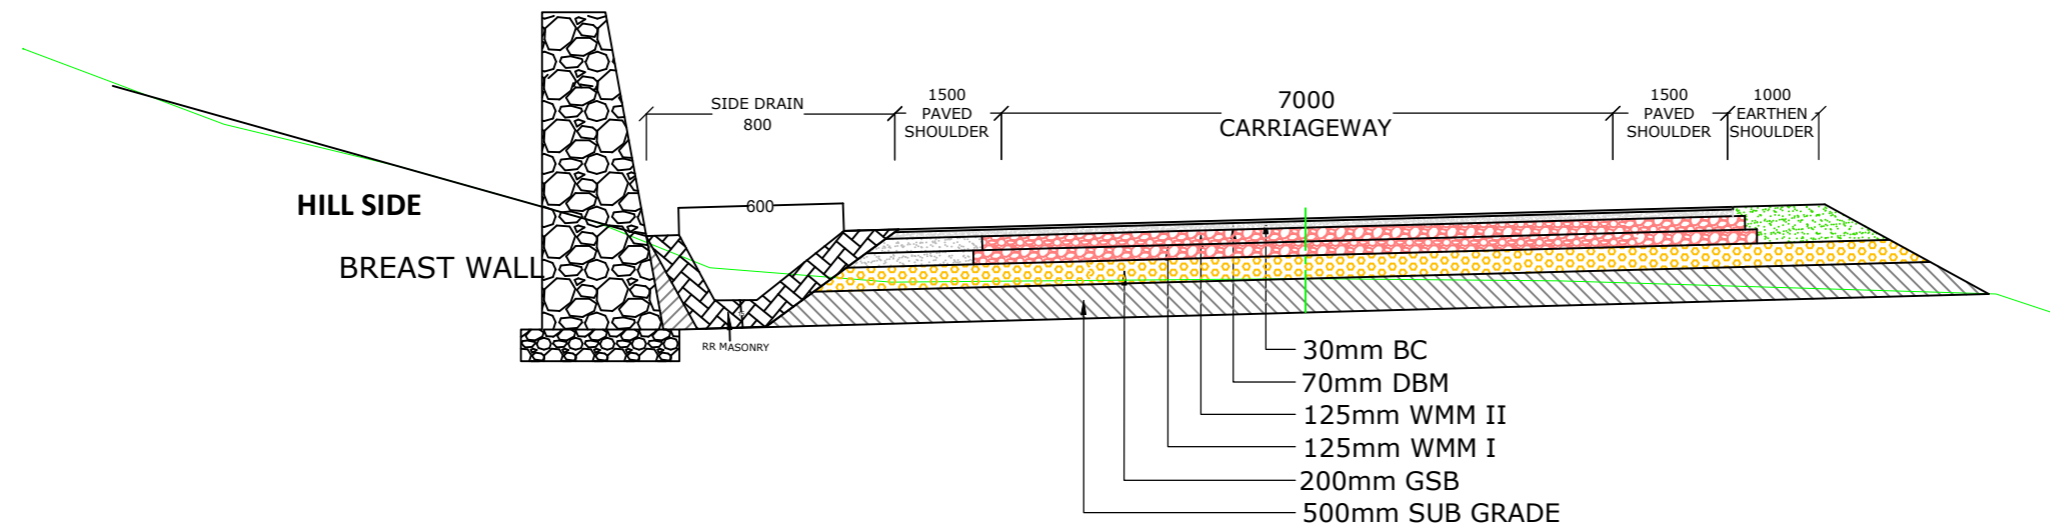 SIDE DRAIN
800
1500
PAVED
SHOULDER
7000
CARRIAGEWAY
1500
PAVED
SHOULDER
1000
EARTHEN
SHOULDER
HILL SIDE
600
BREAST WALL
RR MASONRY
30mm BC
70mm DBM
125mm WMM II
125mm WMM I
200mm GSB
500mm SUB GRADE